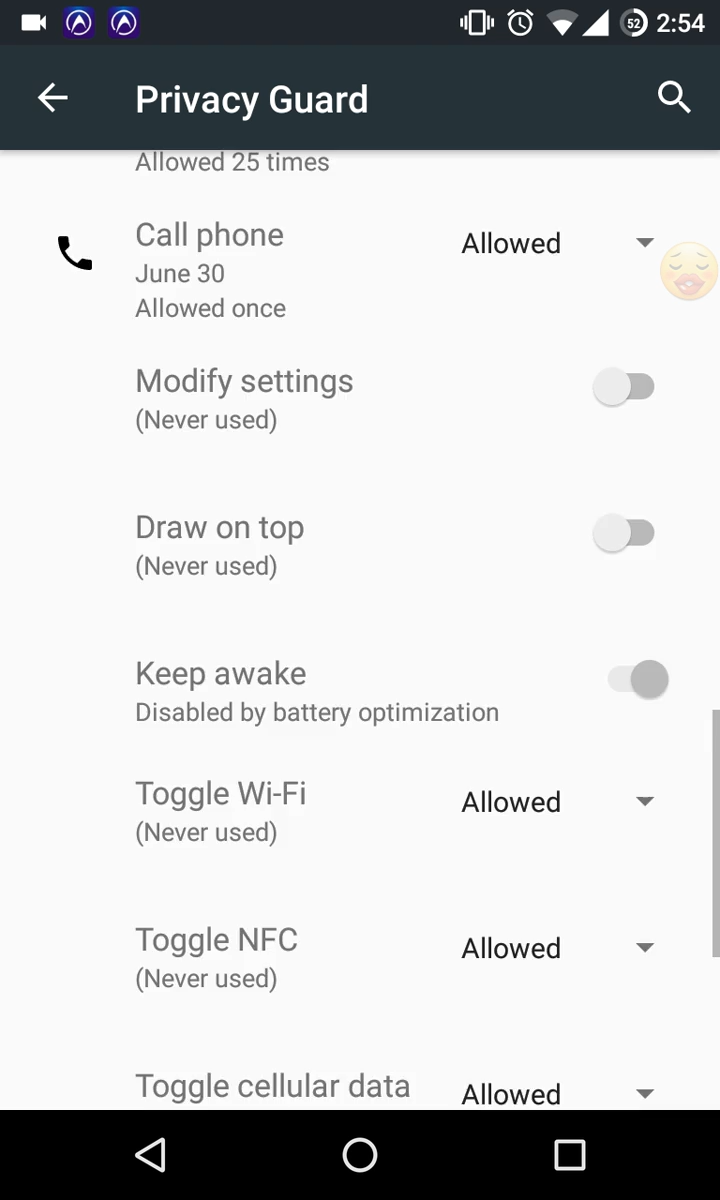 52 2:54
Privacy Guard
Allowed 25 times
Call phone
Allowed
June 30
Allowed once
Modify settings
(Never used)
Draw on top
(Never used)
Keep awake
Disabled by battery optimization
Toggle Wi-Fi
Allowed
(Never used)
Toggle NFC
Allowed
(Never used)
Toggle cellular data
Allowed